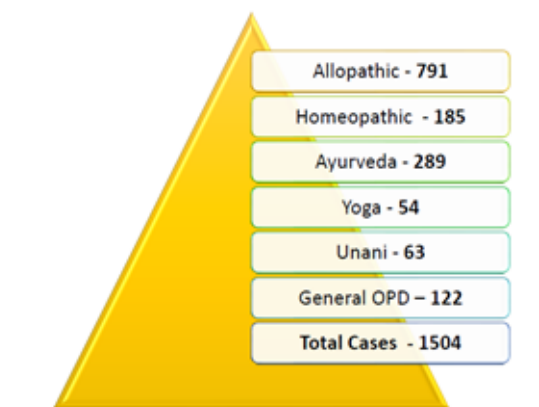 Allopathic - 791
Homeopathic - 185
Ayurveda - 289
Yoga - 54
Unani - 63
General OPD – 122
Total Cases - 1504